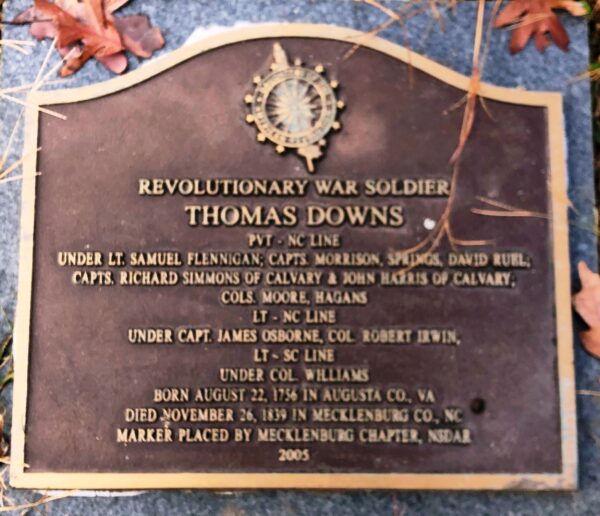 REVOLUTIONARY WAR SOLDIER
THOMAS DOWNS
PVT - NC LINE
UNDER LT. SAMUEL FLENNIGAN; CAPTS. MORRISON, SPRINGS, DAVID RUEL;
CAPTS. RICHARD SIMMONS OF CALVARY & JOHN HARRIS OF CALVARY;
COLS. MOORE, HAGANS
LT - NC LINE
UNDER CAPT. JAMES OSBORNE, COL. ROBERT IRWIN,
LT - SC LINE
UNDER COL. WILLIAMS
BORN AUGUST 22, 1756 IN AUGUSTA CO., VA
DIED NOVEMBER 26, 1839 IN MECKLENBURG CO., NC
MARKER PLACED BY MECKLENBURG CHAPTER, NSDAR
2005